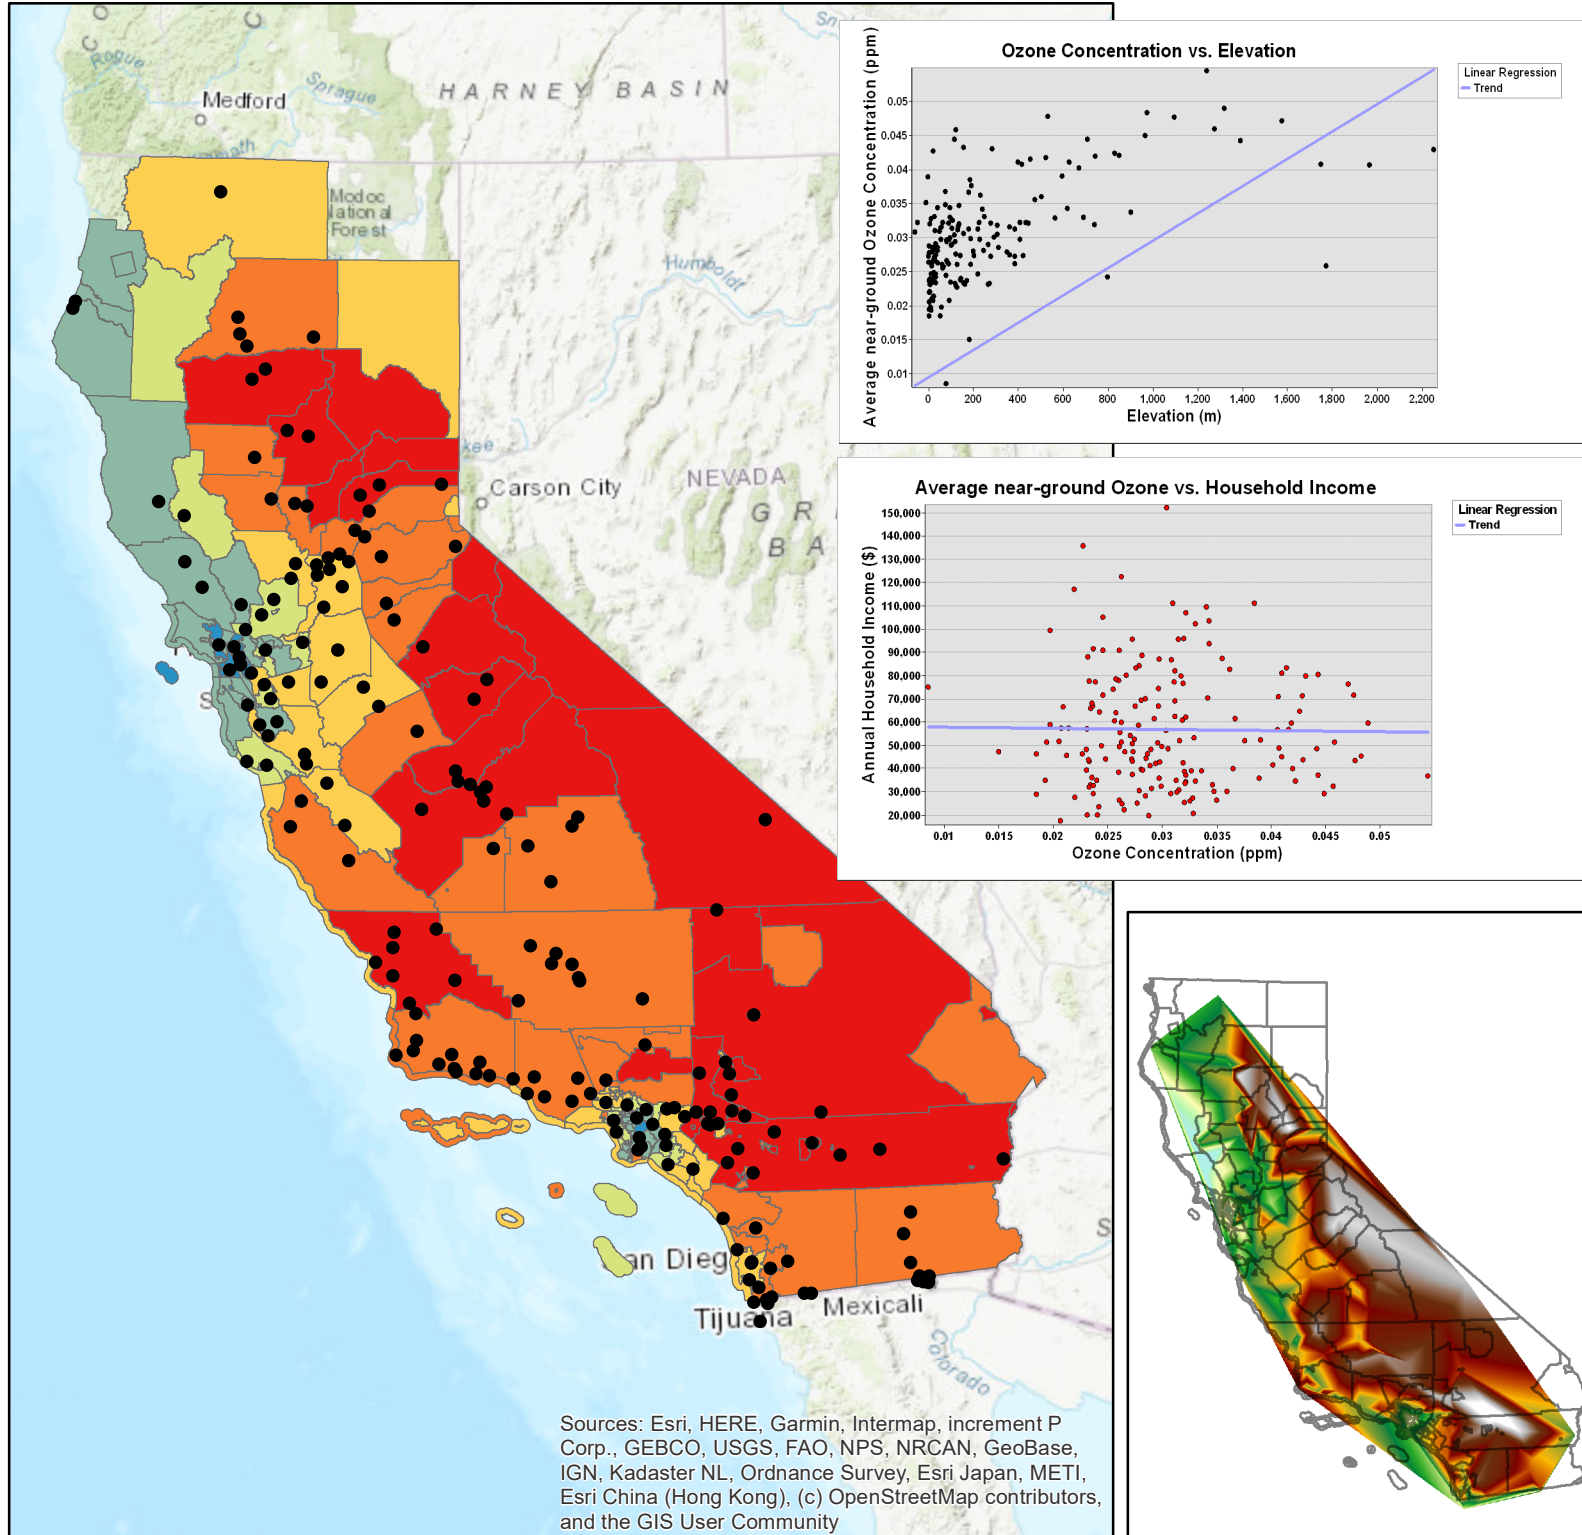 Rogue
Medford
Sprague
HARNEY BASIN
Modoc
National
Forest
Humboldt
Carson City
NEVADA
Tijuana
Mexicali
Colorado
Sources: Esri, HERE, Garmin, Intermap, increment P
Corp., GEBCO, USGS, FAO, NPS, NRCAN, GeoBase,
IGN, Kadaster NL, Ordnance Survey, Esri Japan, METI,
Esri China (Hong Kong), (c) OpenStreetMap contributors,
and the GIS User Community
Ozone Concentration vs. Elevation
Average near-ground Ozone Concentration (ppm)
0.05
0.045
0.04
0.035
0.03
0.025
0.02
0.015
0.01
0 200 400 600 800 1,000 1,200 1,400 1,600 1,800 2,000 2,200
Elevation (m)
Linear Regression
Trend
Average near-ground Ozone vs. Household Income
Annual Household Income ($)
150,000
140,000
130,000
120,000
110,000
100,000
90,000
80,000
70,000
60,000
50,000
40,000
30,000
20,000
0.01 0.015 0.02 0.025 0.03 0.035 0.04 0.045 0.05
Ozone Concentration (ppm)
Linear Regression
Trend